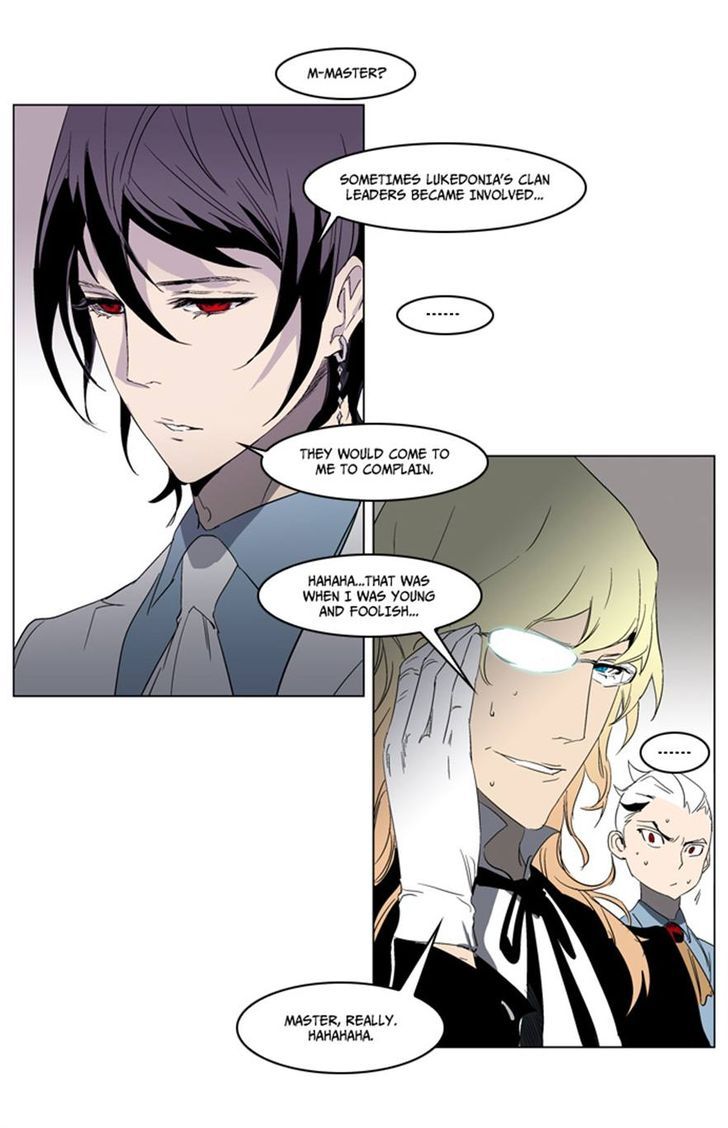 M-MASTER?
SOMETIMES LUKEDONIA'S CLAN
LEADERS BECAME INVOLVED...
------
THEY WOULD COME TO
ME TO COMPLAIN.
HAHAHA...THAT WAS
WHEN I WAS YOUNG
AND FOOLISH...
------
MASTER, REALLY.
HAHAHAHA.